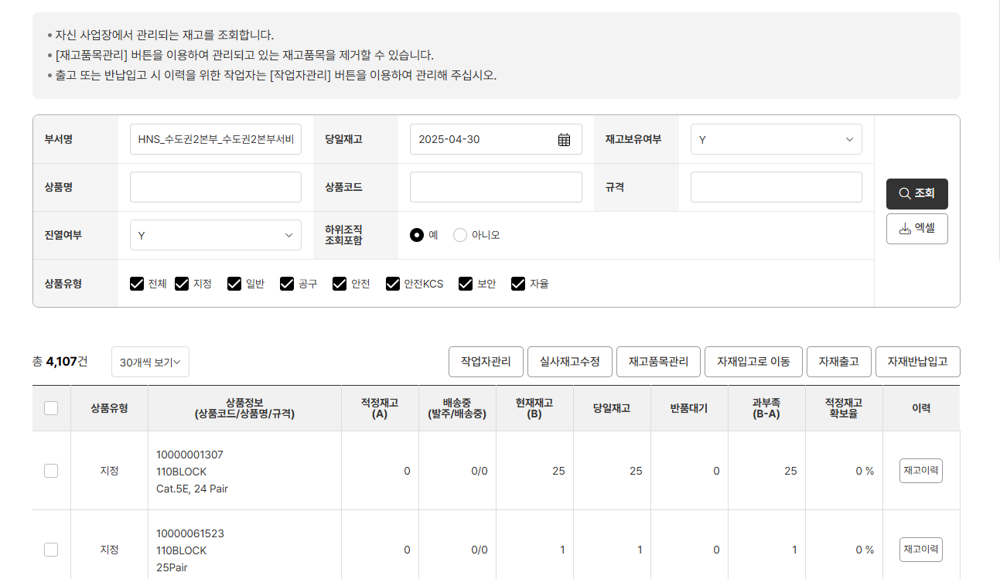 • 자신 사업장에서 관리되는 재고를 조회합니다.
• [재고품목관리] 버튼을 이용하여 관리되고 있는 재고품목을 제거할 수 있습니다.
• 출고 또는 반납입고 시 이력을 위한 작업자는 [작업자관리] 버튼을 이용하여 관리해 주십시오.
부서명 HNS_수도권2본부_수도권2본부서비 당일재고 2025-04-30 재고보유여부 Y
상품명 상품코드 규격
조회
진열여부 Y 하위조직 조회포함 예 아니오
엑셀
상품유형 전체 지정 일반 공구 안전 안전KCS 보안 자율
총 4,107건 30개씩 보기 작업자관리 실사재고수정 재고품목관리 자재입고로 이동 자재출고 자재반납입고
상품유형 상품정보 (상품코드/상품명/규격) 적정재고 (A) 배송중 (발주/배송중) 현재재고 (B) 당일재고 반품대기 과부족 (B-A) 적정재고 확보율 이력
10000001307
지정 110BLOCK 0 0/0 25 25 0 25 0 % 재고이력
Cat.5E, 24 Pair
10000061523
지정 110BLOCK 0 0/0 1 1 0 1 0 % 재고이력
25Pair